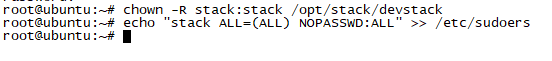 root@ubuntu:~# chown -R stack:stack /opt/stack/devstack
root@ubuntu:~# echo "stack ALL=(ALL) NOPASSWD:ALL" >> /etc/sudoers
root@ubuntu:~#